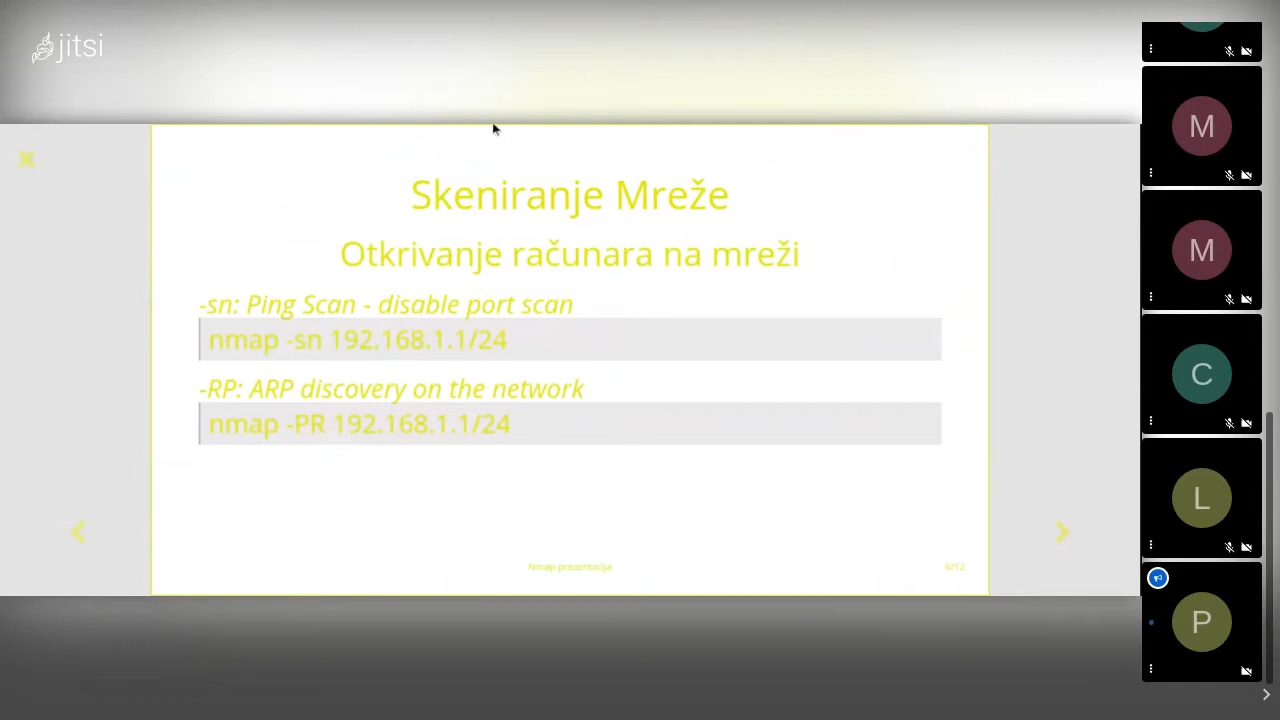 jitsi
Skeniranje Mreže
Otkrivanje računara na mreži
-sn: Ping Scan - disable port scan
nmap -sn 192.168.1.1/24
-RP: ARP discovery on the network
nmap -PR 192.168.1.1/24
Nmap-prezentacija
6/12
M
M
C
L
P